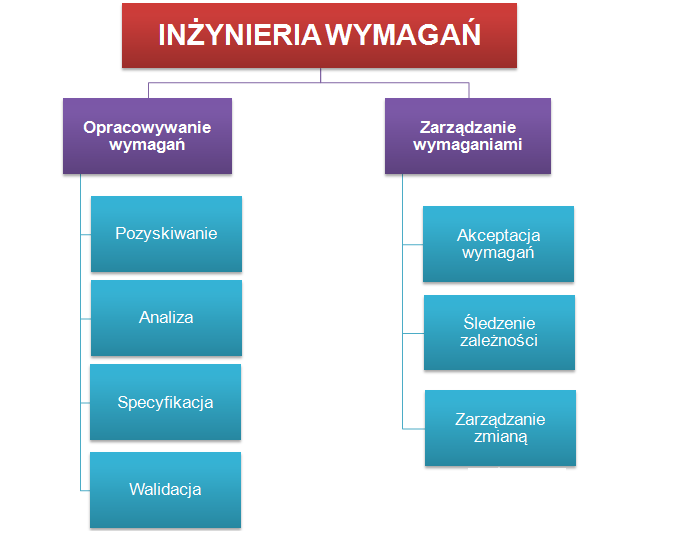 INŻYNIERIA WYMAGAŃ
Opracowywanie
wymagań
Pozyskiwanie
Analiza
Specyfikacja
Walidacja
Zarządzanie
wymaganiami
Akceptacja
wymagań
Śledzenie
zależności
Zarządzanie
zmianą